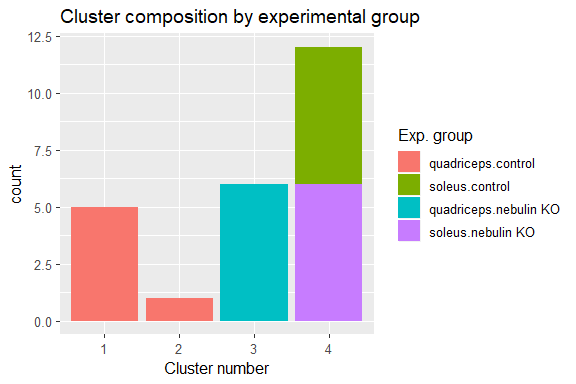 Cluster composition by experimental group
12.5
10.0
7.5
5.0
2.5
0.0
count
1 2 3 4
Cluster number
Exp. group
quadriceps.control
soleus.control
quadriceps.nebulin KO
soleus.nebulin KO